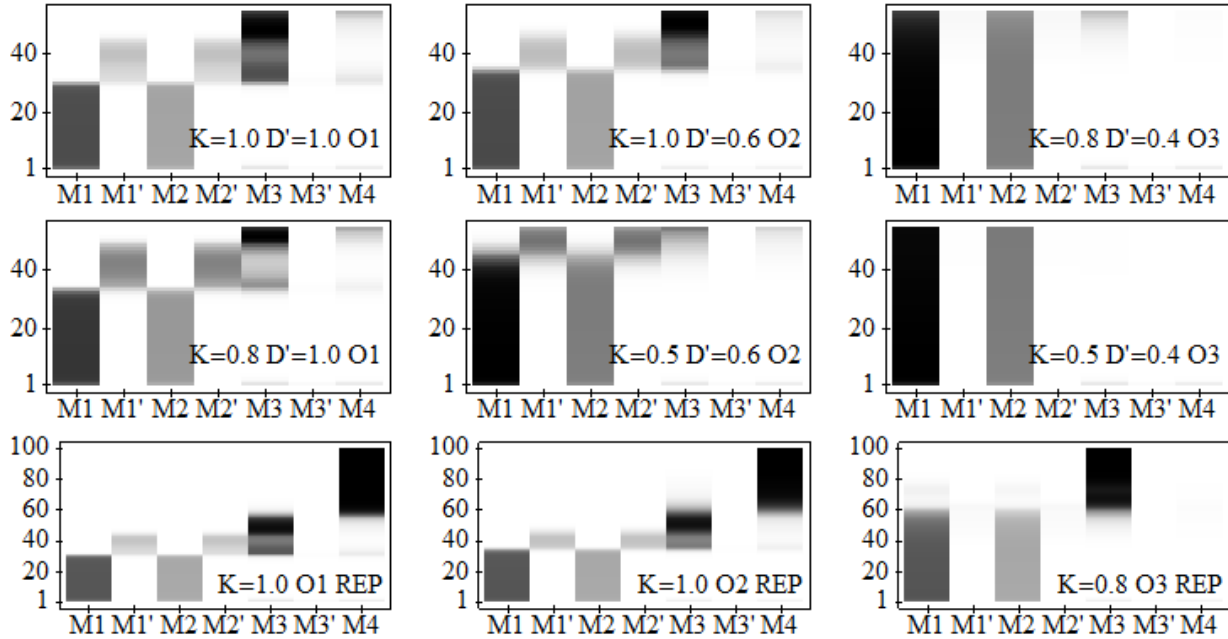 40
20
1
K=1.0 D'=1.0 O1
M1 M1' M2 M2' M3 M3' M4
40
20
1
K=1.0 D'=0.6 O2
M1 M1' M2 M2' M3 M3' M4
40
20
1
K=0.8 D'=0.4 O3
M1 M1' M2 M2' M3 M3' M4
40
20
1
K=0.8 D'=1.0 O1
M1 M1' M2 M2' M3 M3' M4
40
20
1
K=0.5 D'=0.6 O2
M1 M1' M2 M2' M3 M3' M4
40
20
1
K=0.5 D'=0.4 O3
M1 M1' M2 M2' M3 M3' M4
100
80
60
40
20
1
K=1.0 O1 REP
M1 M1' M2 M2' M3 M3' M4
100
80
60
40
20
1
K=1.0 O2 REP
M1 M1' M2 M2' M3 M3' M4
100
80
60
40
20
1
K=0.8 O3 REP
M1 M1' M2 M2' M3 M3' M4